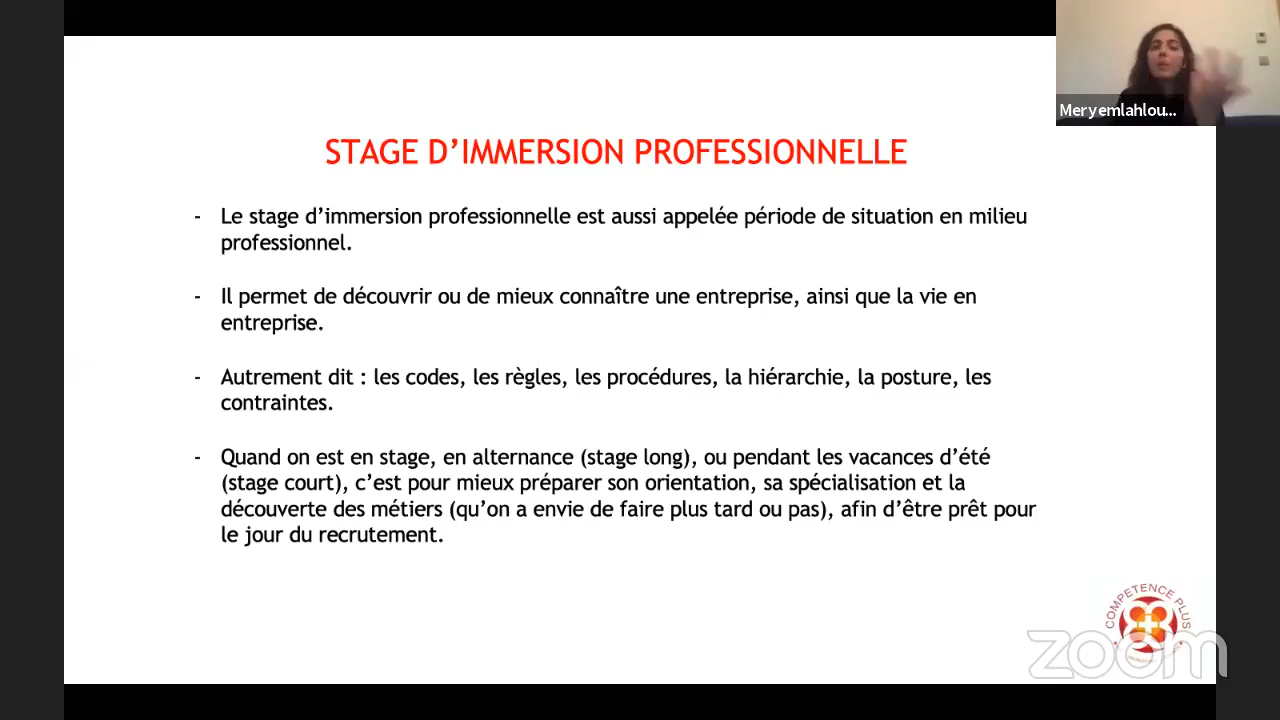 Meryemlahlou...
STAGE D’IMMERSION PROFESSIONNELLE
- Le stage d’immersion professionnelle est aussi appelée période de situation en milieu
professionnel.
- Il permet de découvrir ou de mieux connaître une entreprise, ainsi que la vie en
entreprise.
- Autrement dit : les codes, les règles, les procédures, la hiérarchie, la posture, les
contraintes.
- Quand on est en stage, en alternance (stage long), ou pendant les vacances d’été
(stage court), c’est pour mieux préparer son orientation, sa spécialisation et la
découverte des métiers (qu’on a envie de faire plus tard ou pas), afin d’être prêt pour
le jour du recrutement.
COMPETENCE PLUS
zoom